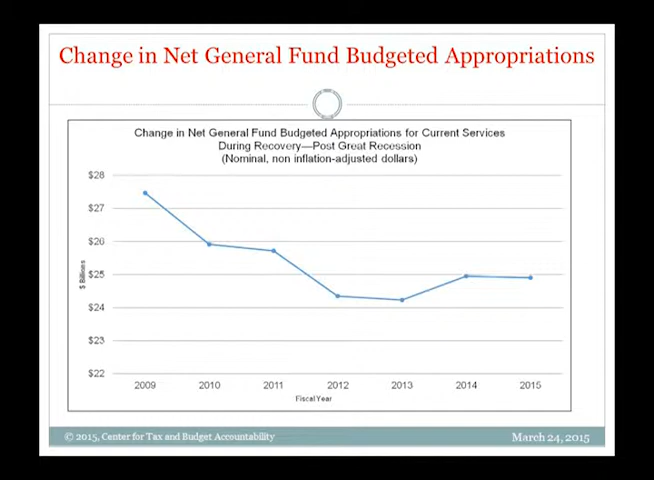 Change in Net General Fund Budgeted Appropriations
Change in Net General Fund Budgeted Appropriations for Current Services
During Recovery—Post Great Recession
(Nominal, non inflation-adjusted dollars)
$28
$27
$26
$25
$24
$23
$22
$ Billions
2009 2010 2011 2012 2013 2014 2015
Fiscal Year
© 2015, Center for Tax and Budget Accountability
March 24, 2015